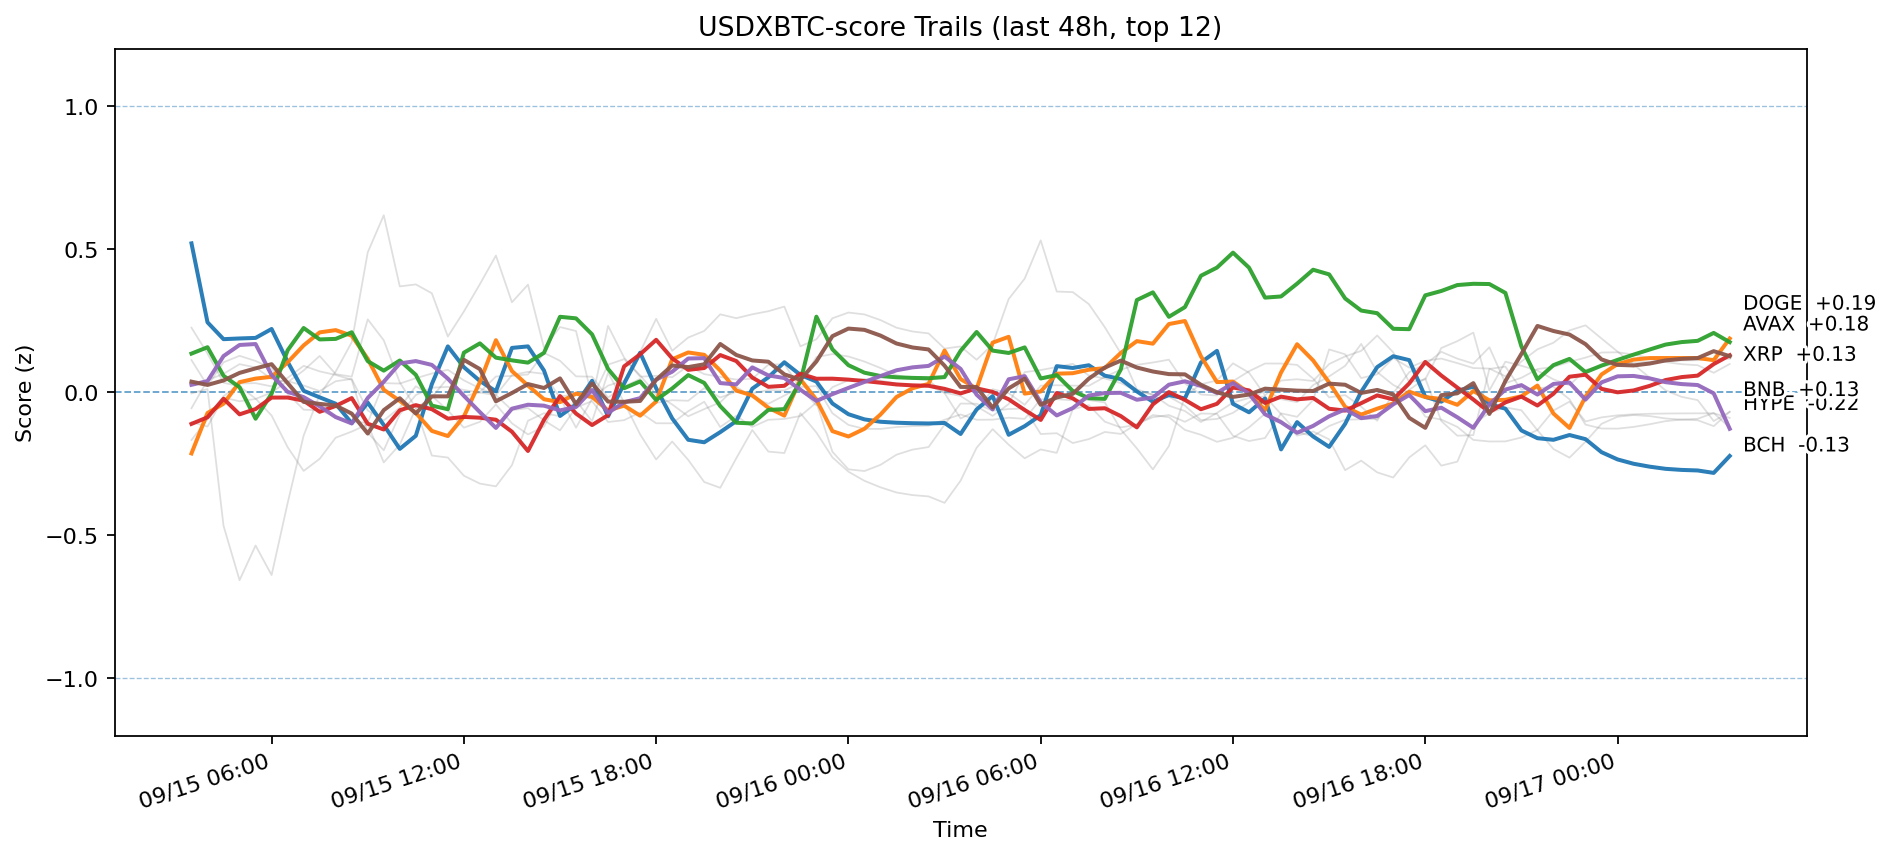 USDXBTC-score Trails (last 48h, top 12)
Score (z)
1.0
0.5
0.0
−0.5
−1.0
DOGE +0.19
AVAX +0.18
XRP +0.13
BNB +0.13
HYPE -0.22
BCH -0.13
09/15 06:00
09/15 12:00
09/15 18:00
09/16 00:00
09/16 06:00
09/16 12:00
09/16 18:00
09/17 00:00
Time